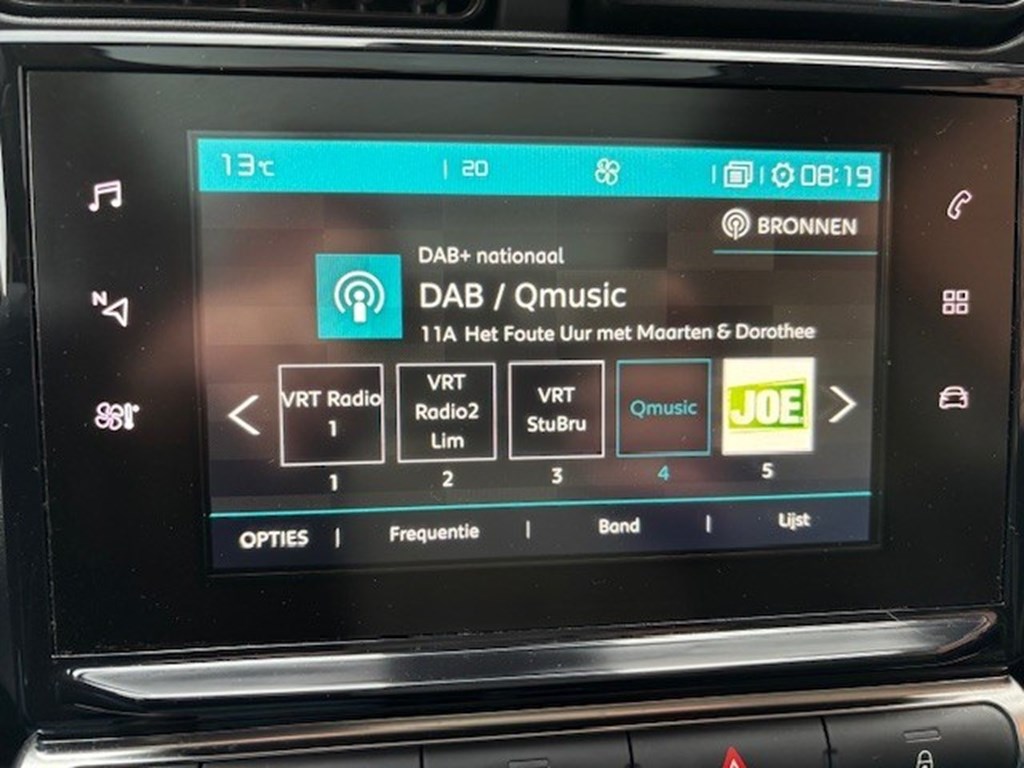 13°C | 20 | | 08:19
BRONNEN
DAB+ nationaal
DAB / Qmusic
11A Het Foute Uur met Maarten & Dorothee
N
VRT Radio
1
VRT
Radio2
Lim
VRT
StuBru
Qmusic
JOE
1 2 3 4 5
OPTIES | Frequentie | Band | Lijst